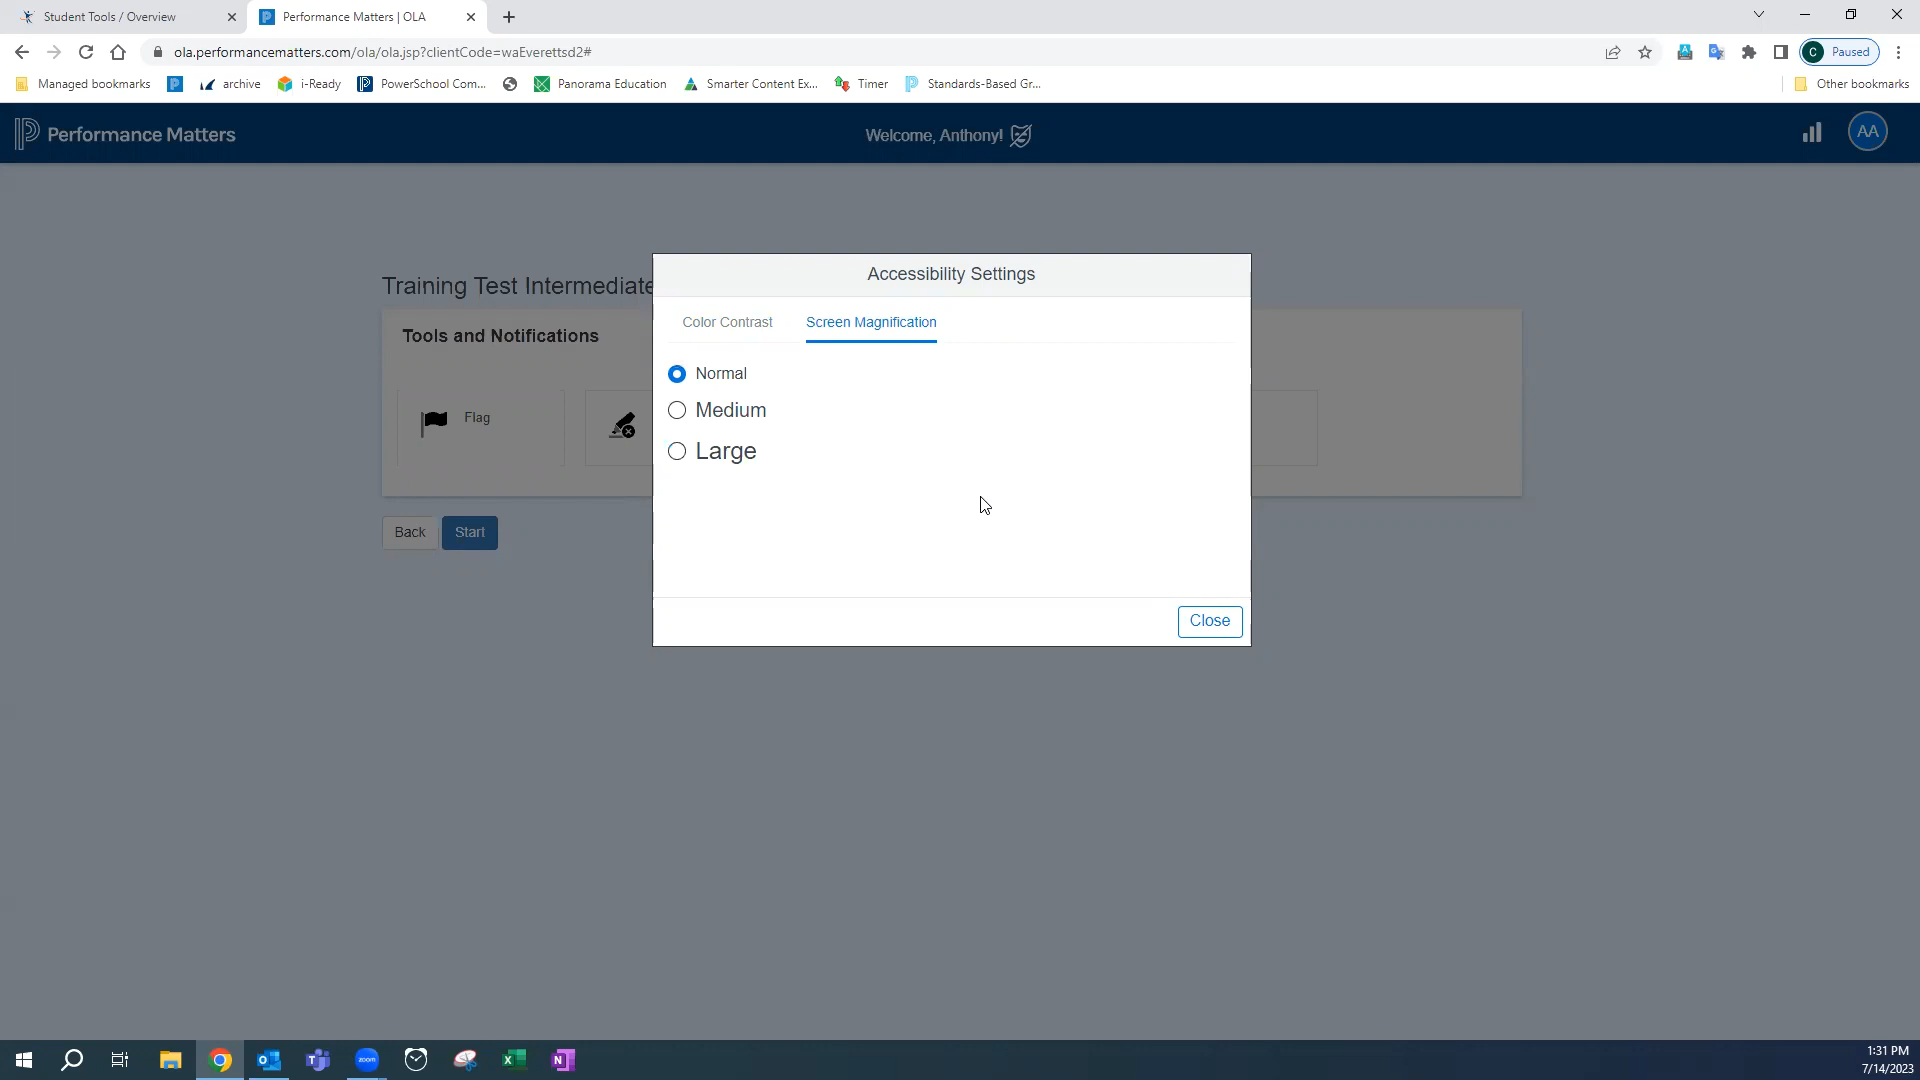 Student Tools / Overview
Performance Matters | OLA
ola.performancematters.com/ola/ola.jsp?clientCode=waEverettsd2#
C Paused
Managed bookmarks
archive
i-Ready
PowerSchool Com...
Panorama Education
Smarter Content Ex...
Timer
Standards-Based Gr...
Other bookmarks
Performance Matters
Welcome, Anthony!
AA
Accessibility Settings
Training Test Intermediate
Color Contrast
Screen Magnification
Tools and Notifications
Normal
Medium
Flag
Large
Back
Start
Close
zoom
1:31 PM
7/14/2023